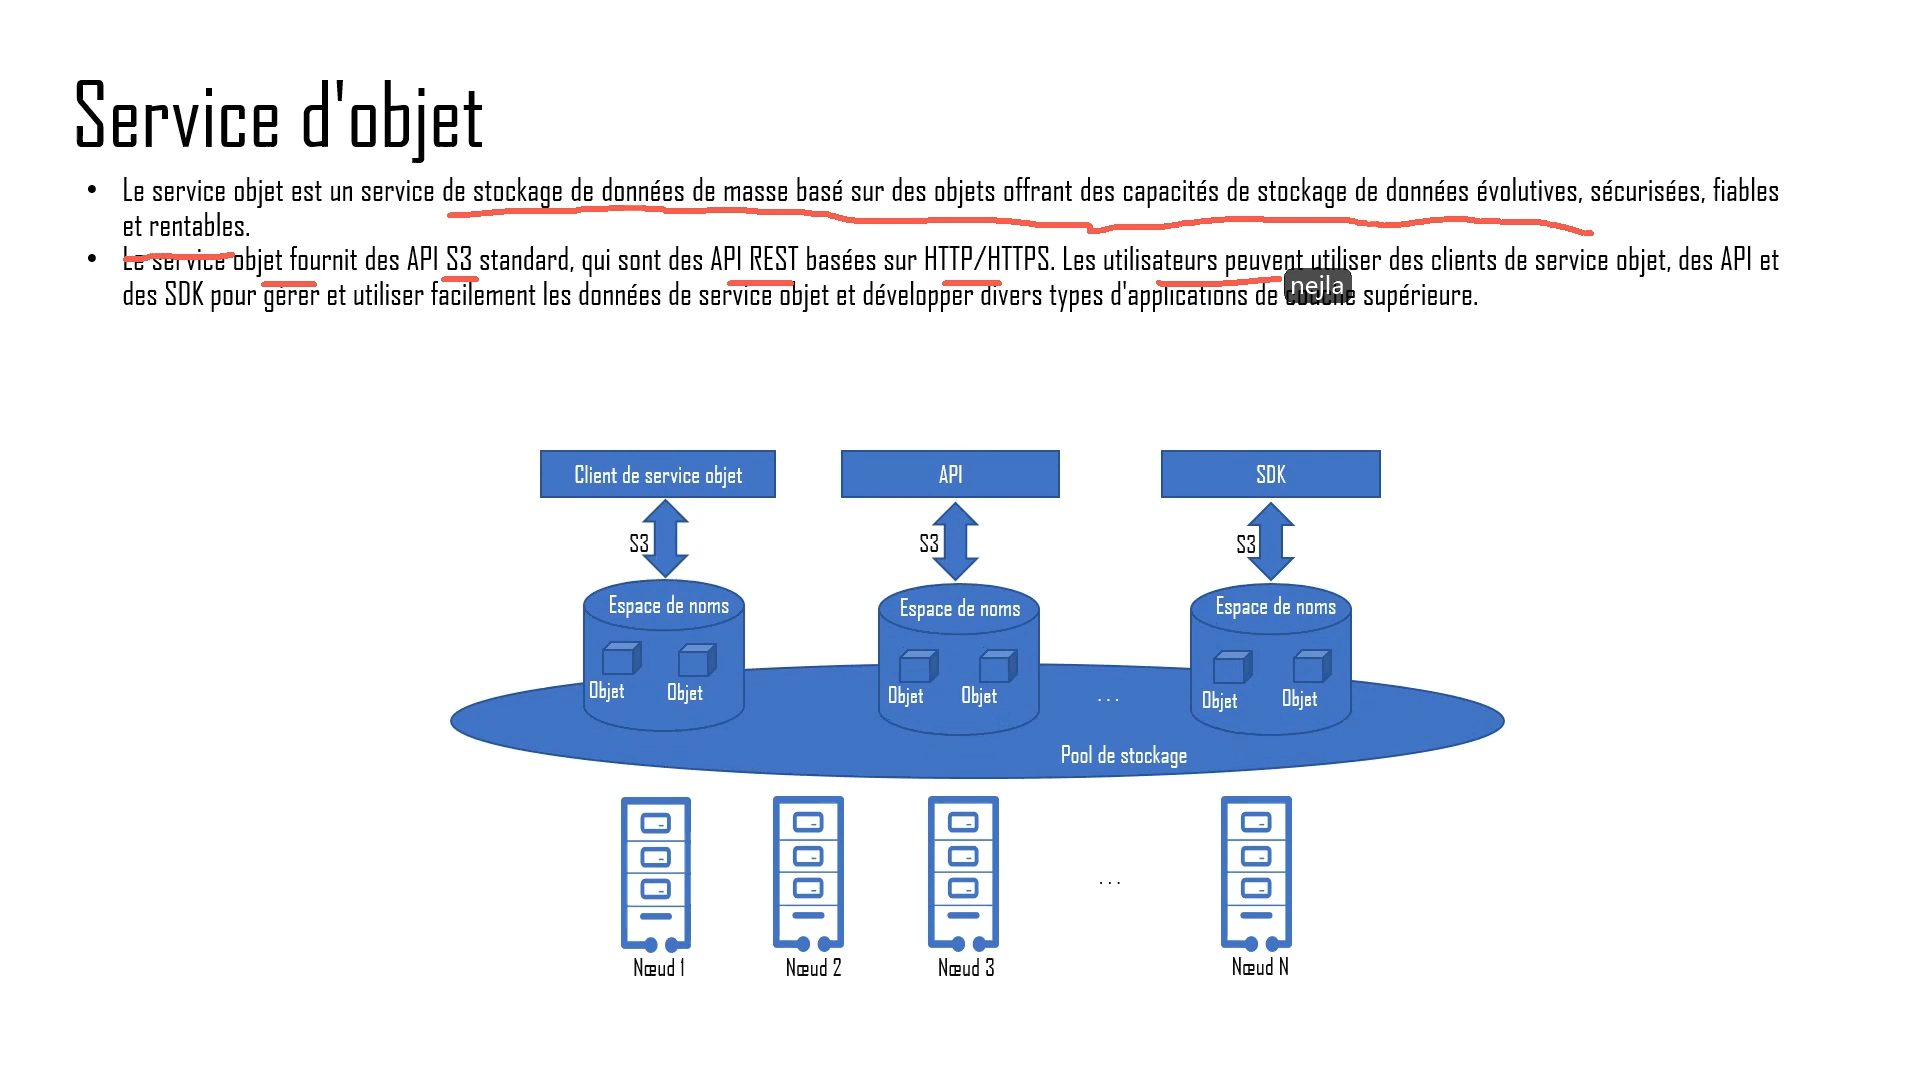 Service d'objet
• Le service objet est un service de stockage de données de masse basé sur des objets offrant des capacités de stockage de données évolutives, sécurisées, fiables
et rentables.
• Le service objet fournit des API S3 standard, qui sont des API REST basées sur HTTP/HTTPS. Les utilisateurs peuvent utiliser des clients de service objet, des API et
des SDK pour gérer et utiliser facilement les données de service objet et développer divers types d'applications de couche supérieure.
nejla
Client de service objet API SDK
S3 S3 S3
Espace de noms Espace de noms Espace de noms
Objet Objet Objet Objet ... Objet Objet
Pool de stockage
...
Nœud 1 Nœud 2 Nœud 3 Nœud N